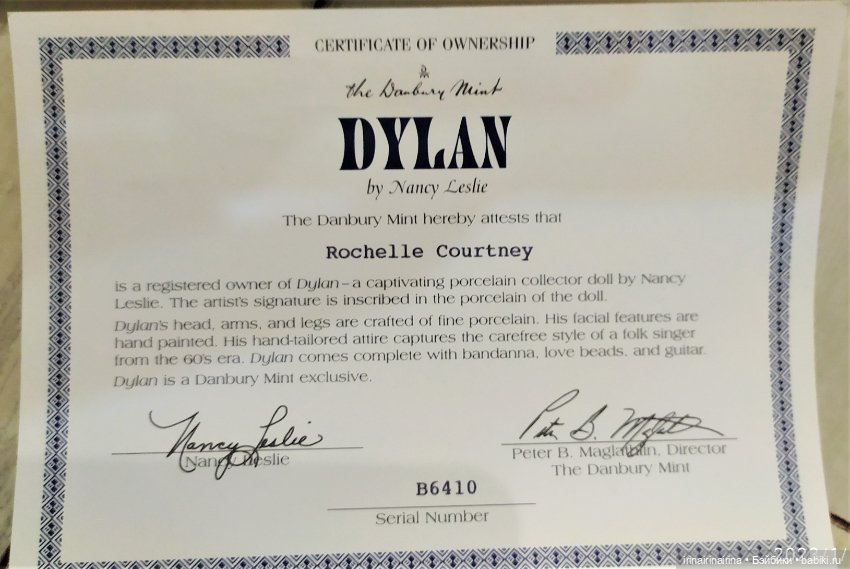 CERTIFICATE OF OWNERSHIP
the Danbury Mint
DYLAN
by Nancy Leslie
The Danbury Mint hereby attests that
Rochelle Courtney
is a registered owner of Dylan–a captivating porcelain collector doll by Nancy
Leslie. The artist's signature is inscribed in the porcelain of the doll.
Dylan's head, arms, and legs are crafted of fine porcelain. His facial features are
hand painted. His hand-tailored attire captures the carefree style of a folk singer
from the 60's era. Dylan comes complete with bandanna, love beads, and guitar.
Dylan is a Danbury Mint exclusive.
Nancy Leslie
Nancy Leslie
Peter B. Maglathlin, Director
The Danbury Mint
B6410
Serial Number
irinairinairina • Бэйбики • babiki.ru